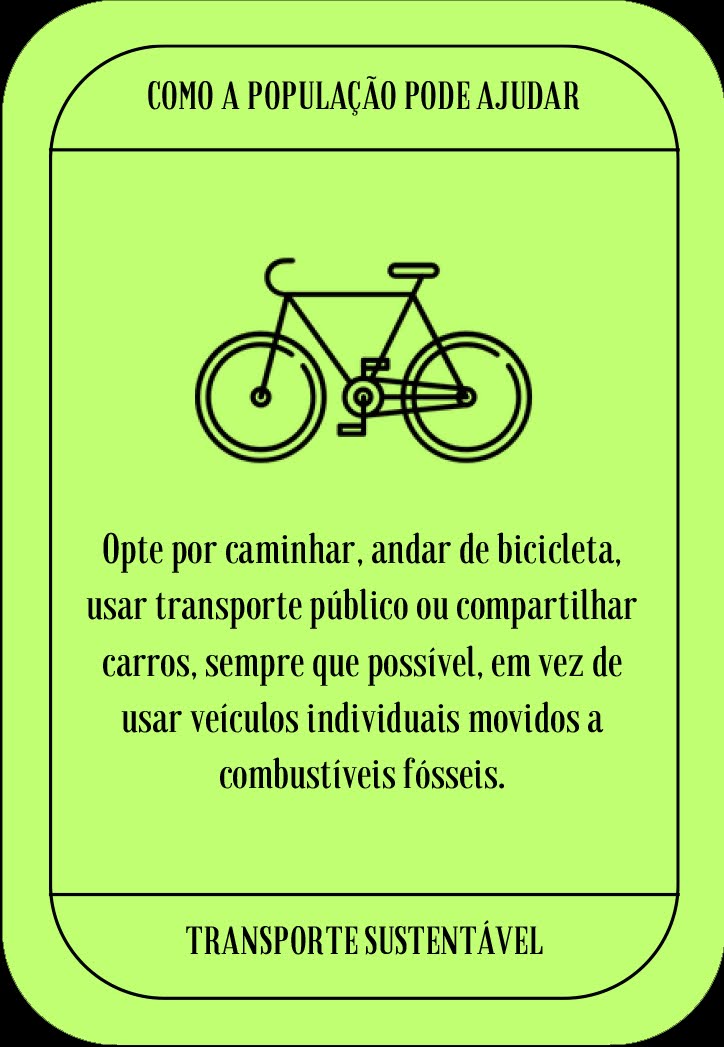 COMO A POPULAÇÃO PODE AJUDAR
Opte por caminhar, andar de bicicleta,
usar transporte público ou compartilhar
carros, sempre que possível, em vez de
usar veículos individuais movidos a
combustíveis fósseis.
TRANSPORTE SUSTENTÁVEL